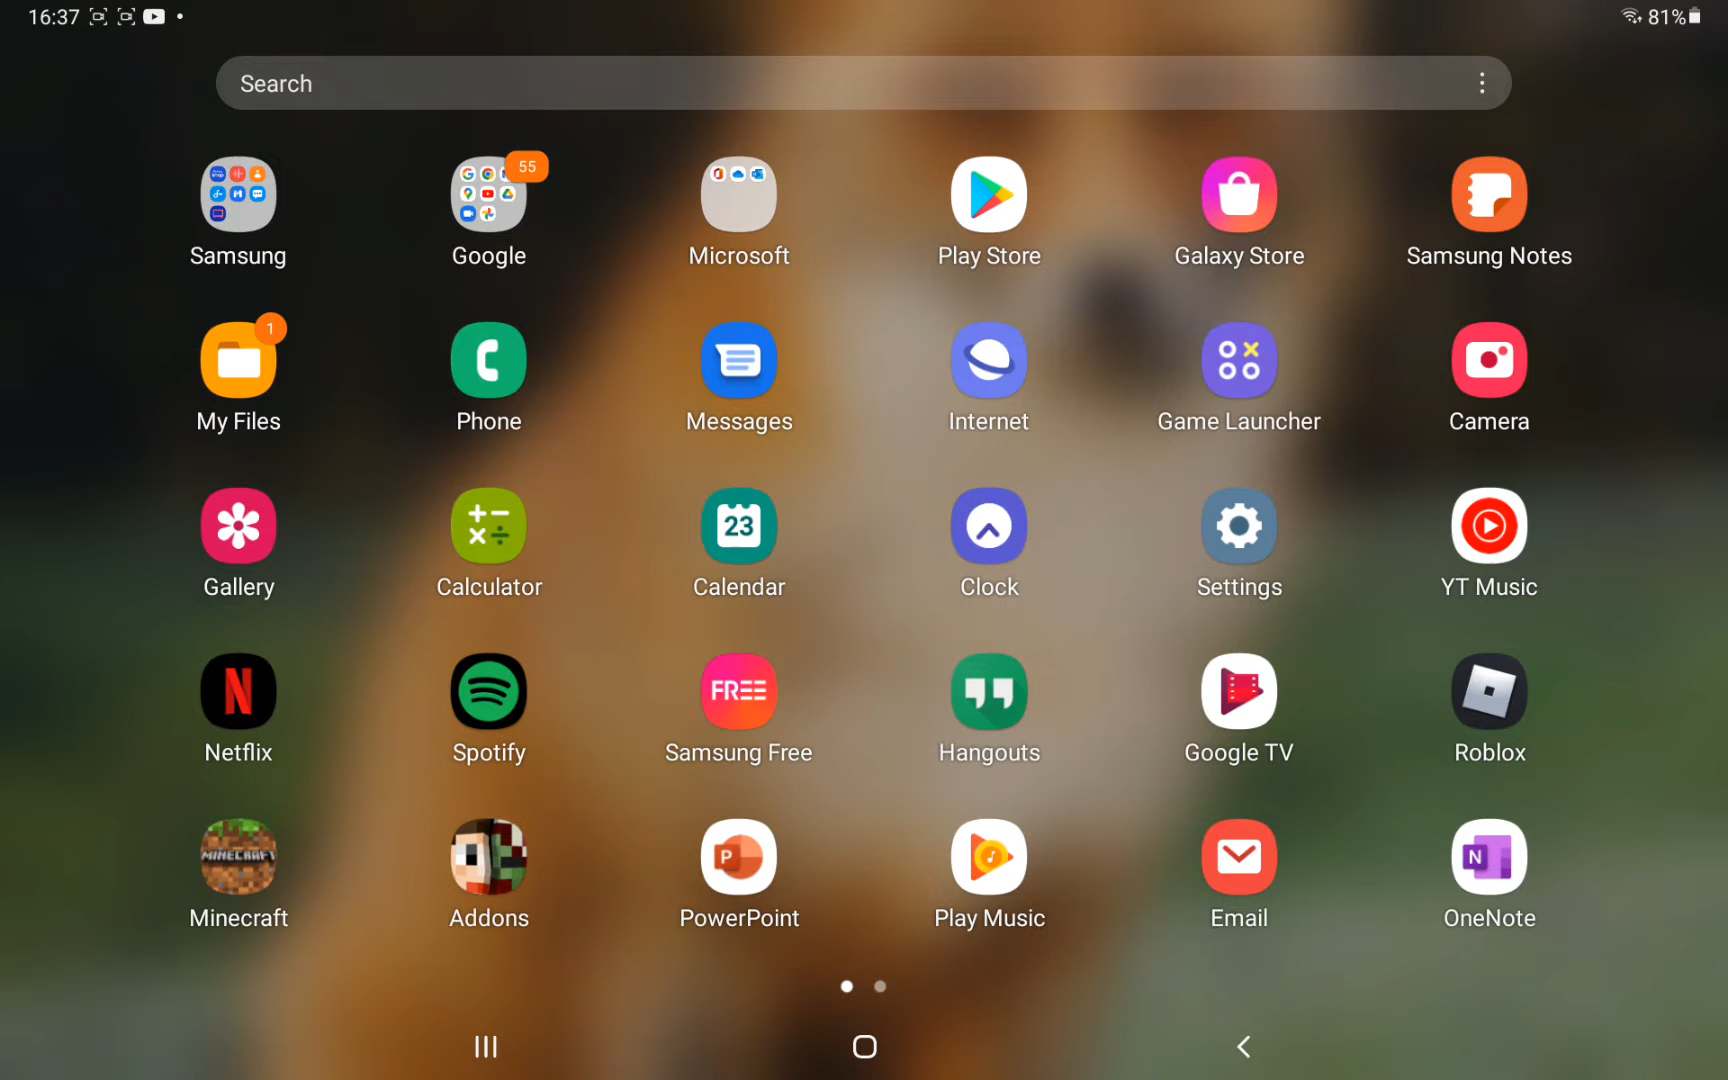 16:37 81%
Search
55
Samsung Google Microsoft Play Store Galaxy Store Samsung Notes
1
My Files Phone Messages Internet Game Launcher Camera
23
Gallery Calculator Calendar Clock Settings YT Music
N FREE
Netflix Spotify Samsung Free Hangouts Google TV Roblox
MINECRAFT P N
Minecraft Addons PowerPoint Play Music Email OneNote